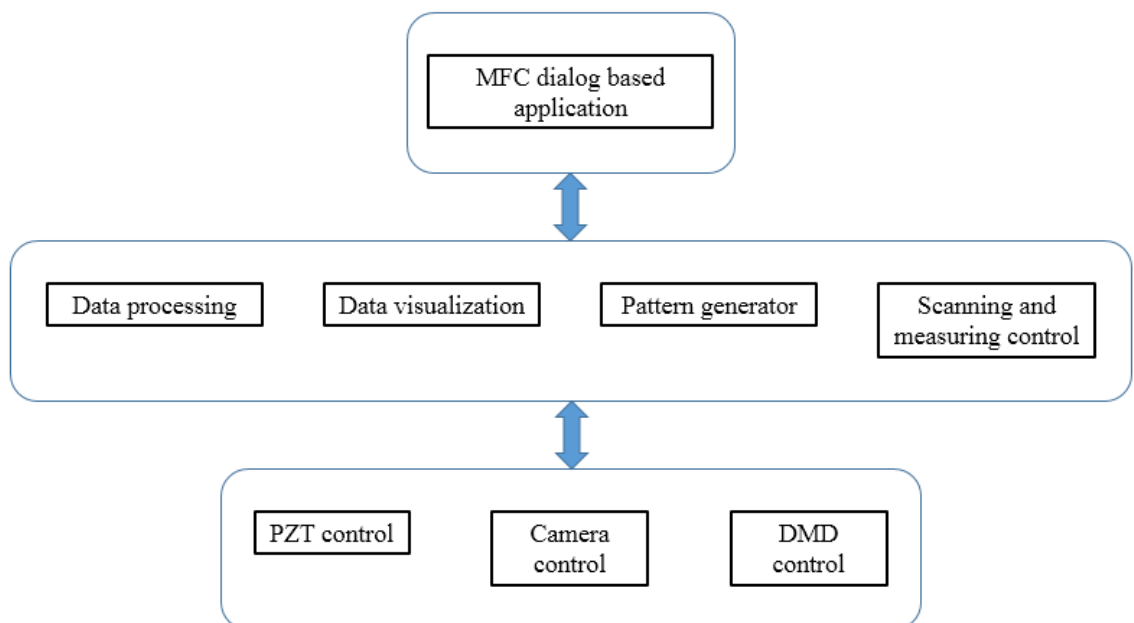 MFC dialog based
application
Data processing
Data visualization
Pattern generator
Scanning and
measuring control
PZT control
Camera
control
DMD
control